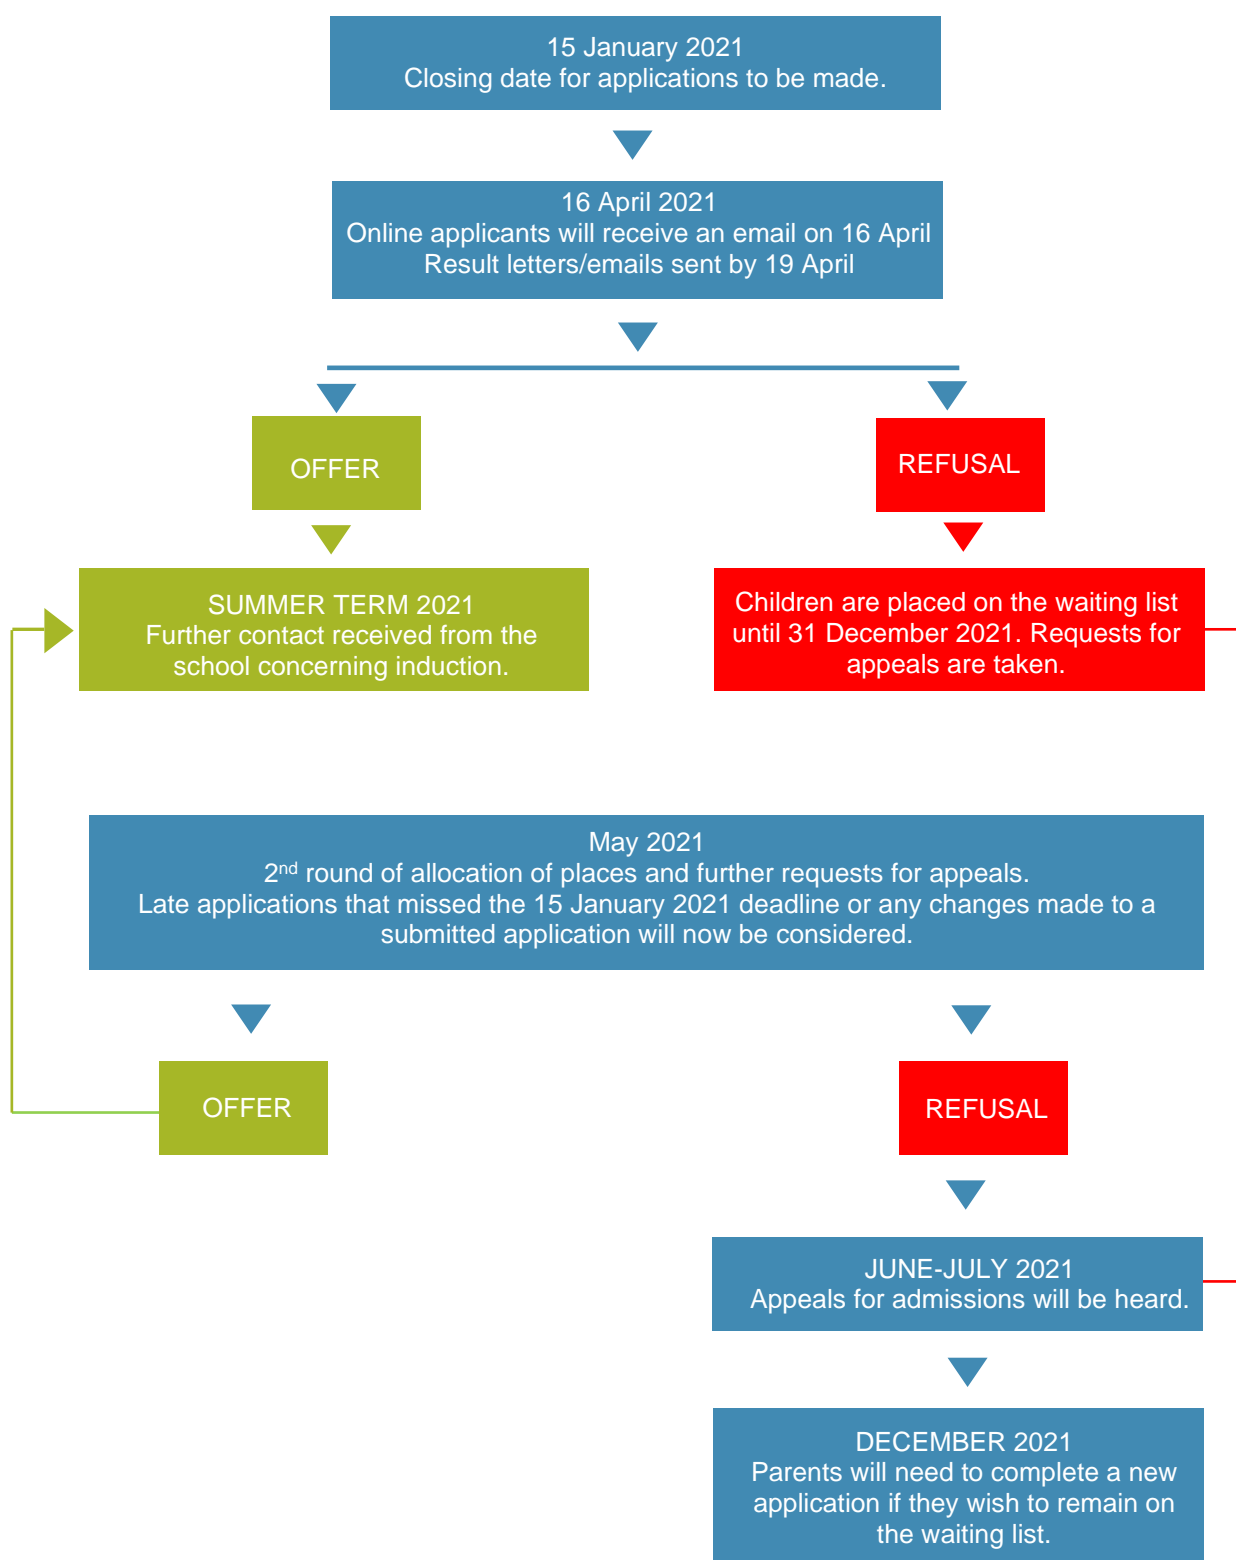 15 January 2021
Closing date for applications to be made.
16 April 2021
Online applicants will receive an email on 16 April
Result letters/emails sent by 19 April
OFFER
REFUSAL
SUMMER TERM 2021
Further contact received from the
school concerning induction.
Children are placed on the waiting list
until 31 December 2021. Requests for
appeals are taken.
May 2021
2nd round of allocation of places and further requests for appeals.
Late applications that missed the 15 January 2021 deadline or any changes made to a
submitted application will now be considered.
OFFER
REFUSAL
JUNE-JULY 2021
Appeals for admissions will be heard.
DECEMBER 2021
Parents will need to complete a new
application if they wish to remain on
the waiting list.